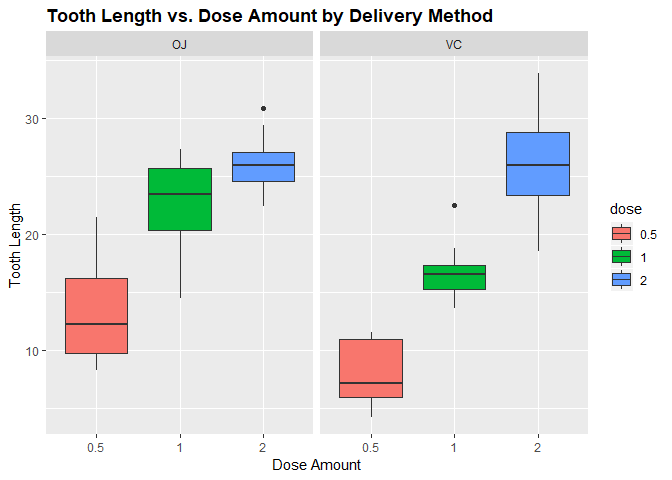 Tooth Length vs. Dose Amount by Delivery Method
OJ
VC
30
20
10
Tooth Length
0.5
1
2
0.5
1
2
Dose Amount
dose
0.5
1
2